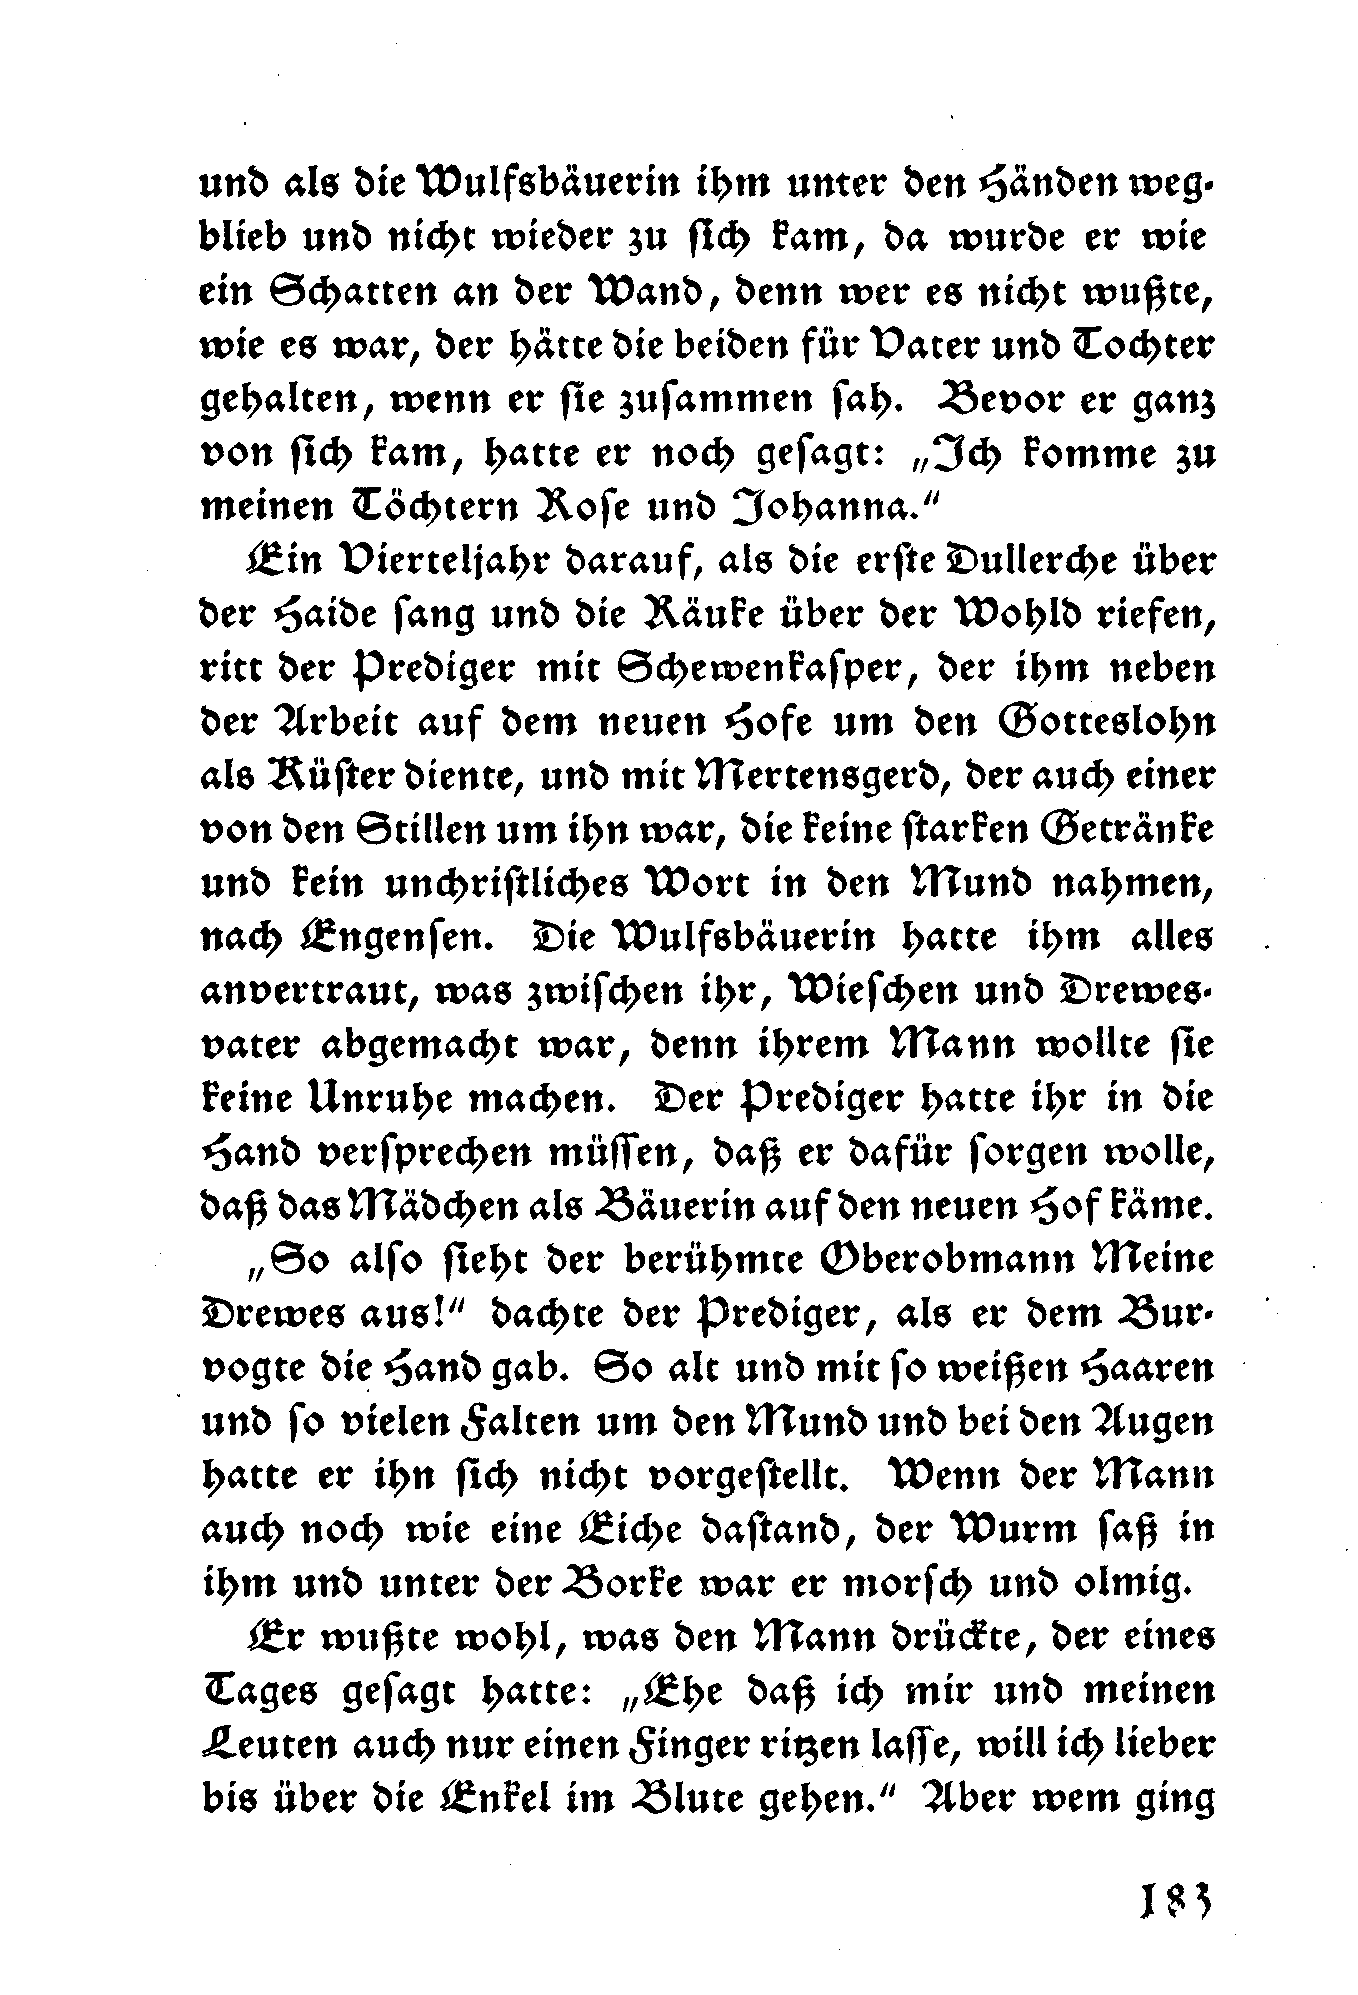 und als die Wulfsbäuerin ihm unter den Händen weg-
blieb und nicht wieder zu sich kam, da wurde er wie
ein Schatten an der Wand, denn wer es nicht wußte,
wie es war, der hätte die beiden für Vater und Tochter
gehalten, wenn er sie zusammen sah. Bevor er ganz
von sich kam, hatte er noch gesagt: „Ich komme zu
meinen Töchtern Rose und Johanna.“
Ein Vierteljahr darauf, als die erste Dullerche über
der Haide sang und die Räuke über der Wohld riefen,
ritt der Prediger mit Schewenkasper, der ihm neben
der Arbeit auf dem neuen Hofe um den Gotteslohn
als Küster diente, und mit Mertensgerd, der auch einer
von den Stillen um ihn war, die keine starken Getränke
und kein unchristliches Wort in den Mund nahmen,
nach Engensen. Die Wulfsbäuerin hatte ihm alles
anvertraut, was zwischen ihr, Wieschen und Drewes-
vater abgemacht war, denn ihrem Mann wollte sie
keine Unruhe machen. Der Prediger hatte ihr in die
Hand versprechen müssen, daß er dafür sorgen wolle,
daß das Mädchen als Bäuerin auf den neuen Hof käme.
„So also sieht der berühmte Oberobmann Meine
Drewes aus!“ dachte der Prediger, als er dem Bur-
vogte die Hand gab. So alt und mit so weißen Haaren
und so vielen Falten um den Mund und bei den Augen
hatte er ihn sich nicht vorgestellt. Wenn der Mann
auch noch wie eine Eiche dastand, der Wurm saß in
ihm und unter der Borke war er morsch und olmig.
Er wußte wohl, was den Mann drückte, der eines
Tages gesagt hatte: „Ehe daß ich mir und meinen
Leuten auch nur einen Finger ritzen lasse, will ich lieber
bis über die Enkel im Blute gehen.“ Aber wem ging
183